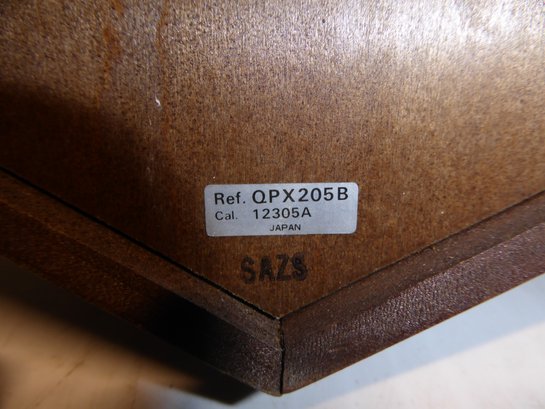 Ref. QPX205B
Cal. 12305A
JAPAN
SAZS